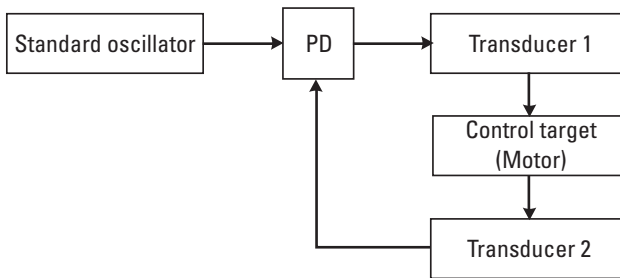 Standard oscillator
PD
Transducer 1
Control target
(Motor)
Transducer 2